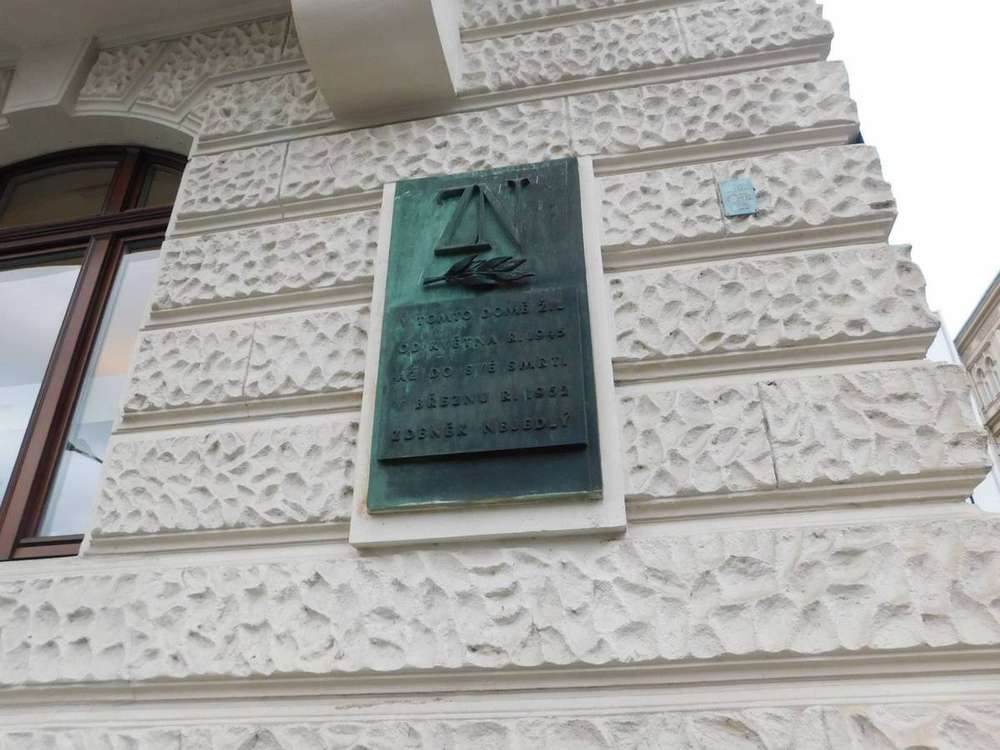 ZN
V TOMTO DOMĚ ŽIL
OD KVĚTNA R. 1945
AŽ DO SVÉ SMRTI
V BŘEZNU R. 1962
ZDENĚK NEJEDLÝ